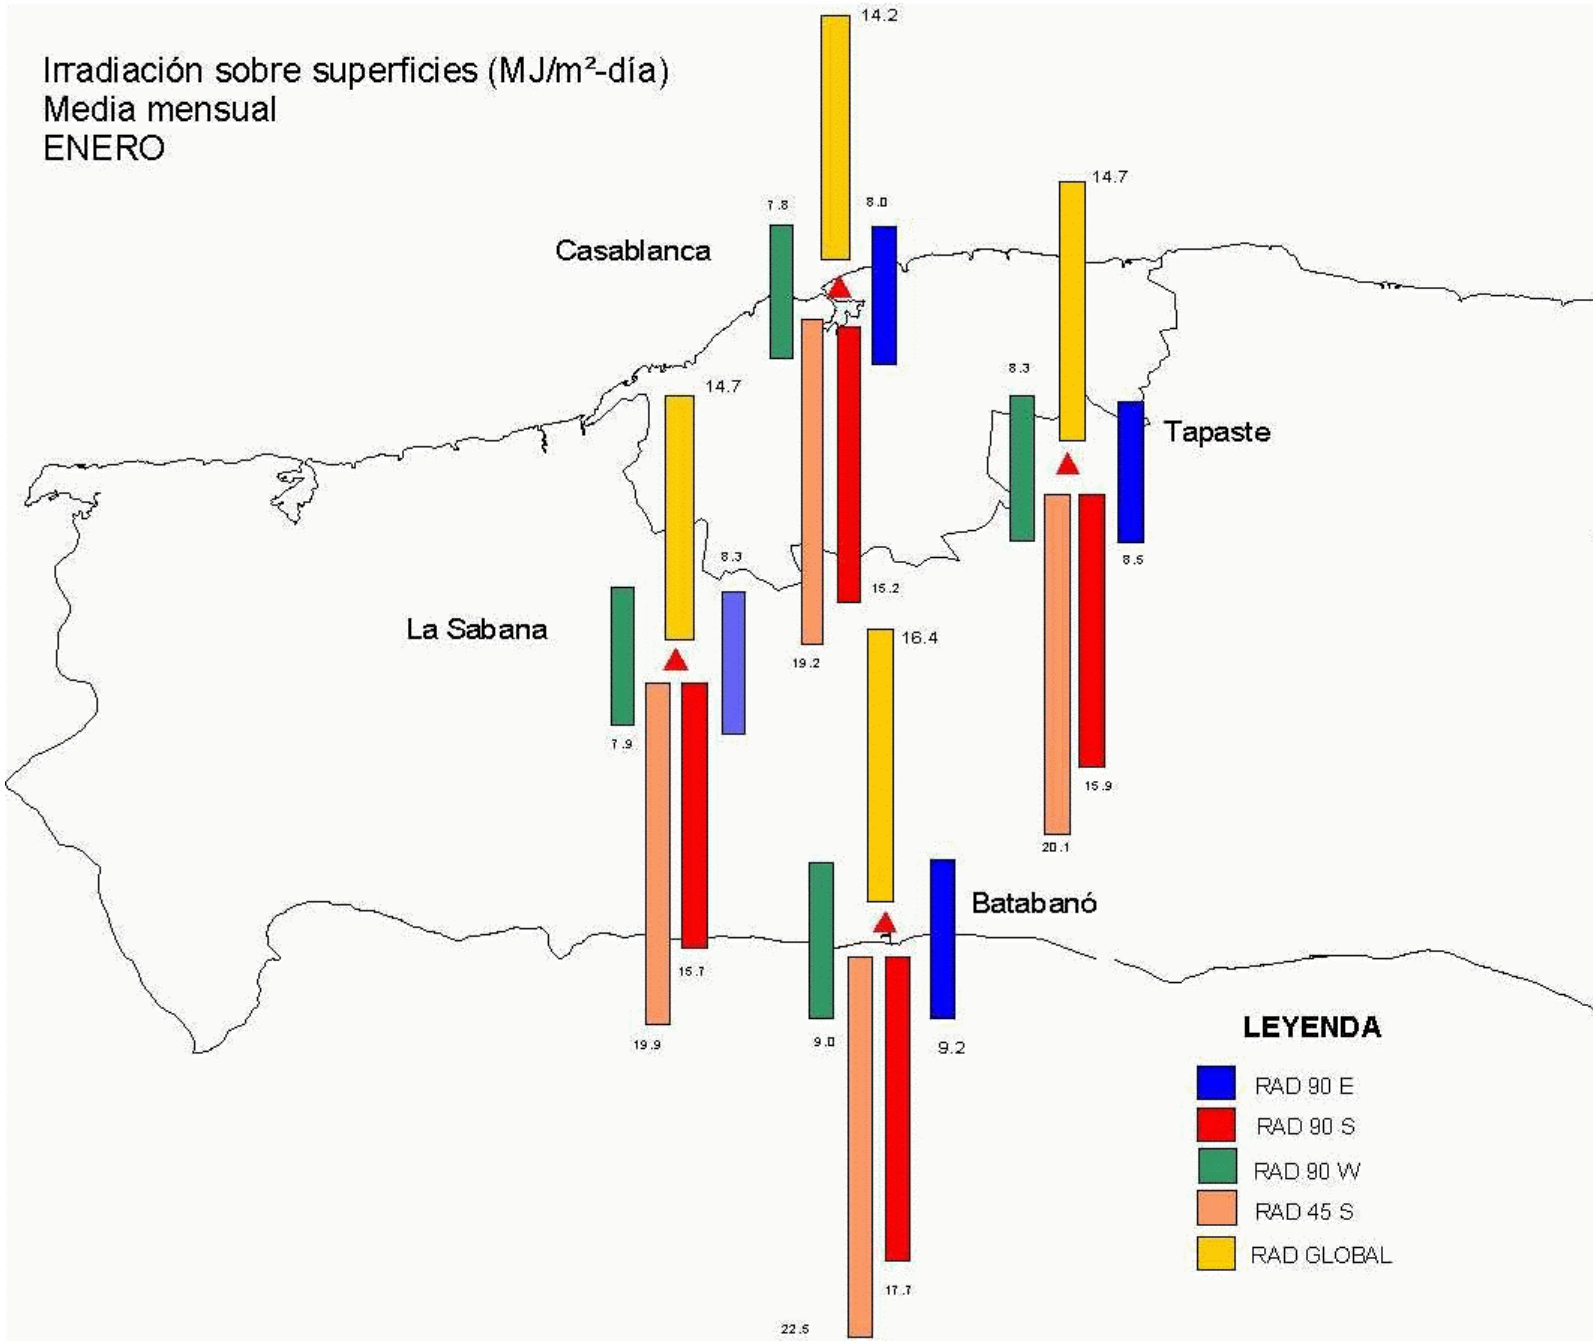 Irradiación sobre superficies (MJ/m²-día)
Media mensual
ENERO
14.2
7.8
8.0
Casablanca
14.7
8.3
14.7
Tapaste
8.3
8.5
15.2
La Sabana
16.4
19.2
7.9
15.9
20.1
Batabanó
15.7
19.9
9.0
9.2
LEYENDA
RAD 90 E
RAD 90 S
RAD 90 W
RAD 45 S
RAD GLOBAL
17.7
22.5